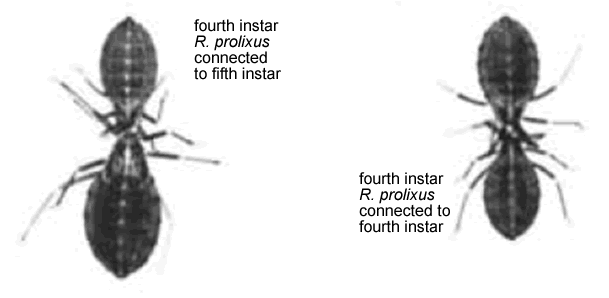 fourth instar
R. prolixus
connected
to fifth instar
fourth instar
R. prolixus
connected to
fourth instar